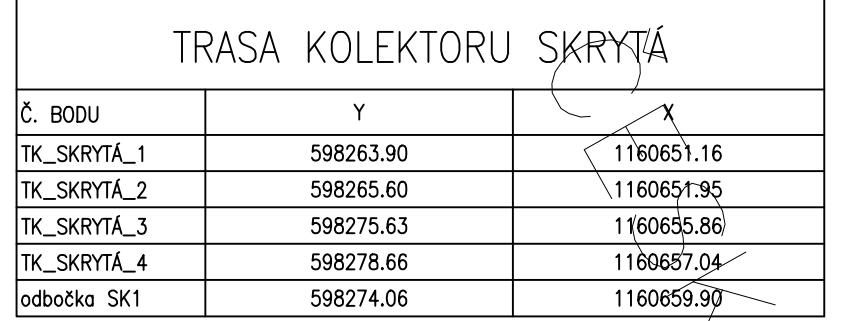 TRASA KOLEKTORU SKRYTÁ
Č. BODU Y X
TK_SKRYTÁ_1 598263.90 1160651.16
TK_SKRYTÁ_2 598265.60 1160651.95
TK_SKRYTÁ_3 598275.63 1160655.86
TK_SKRYTÁ_4 598278.66 1160657.04
odbočka SK1 598274.06 1160659.90